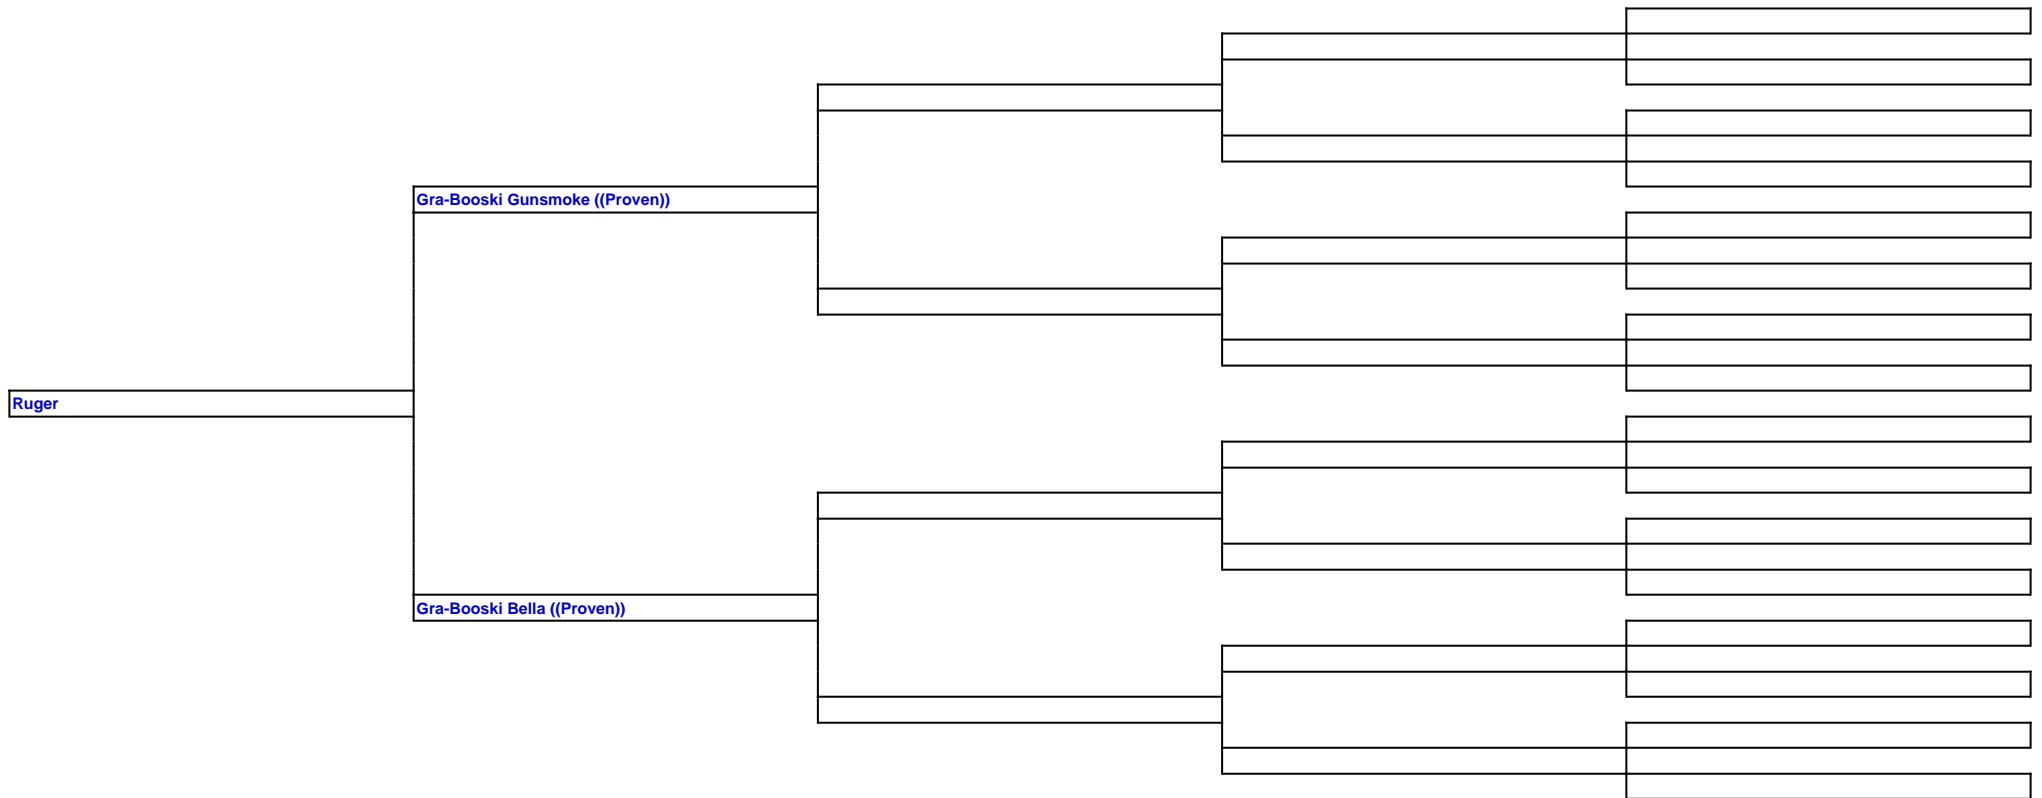 Gra-Booski Gunsmoke ((Proven))
Ruger
Gra-Booski Bella ((Proven))